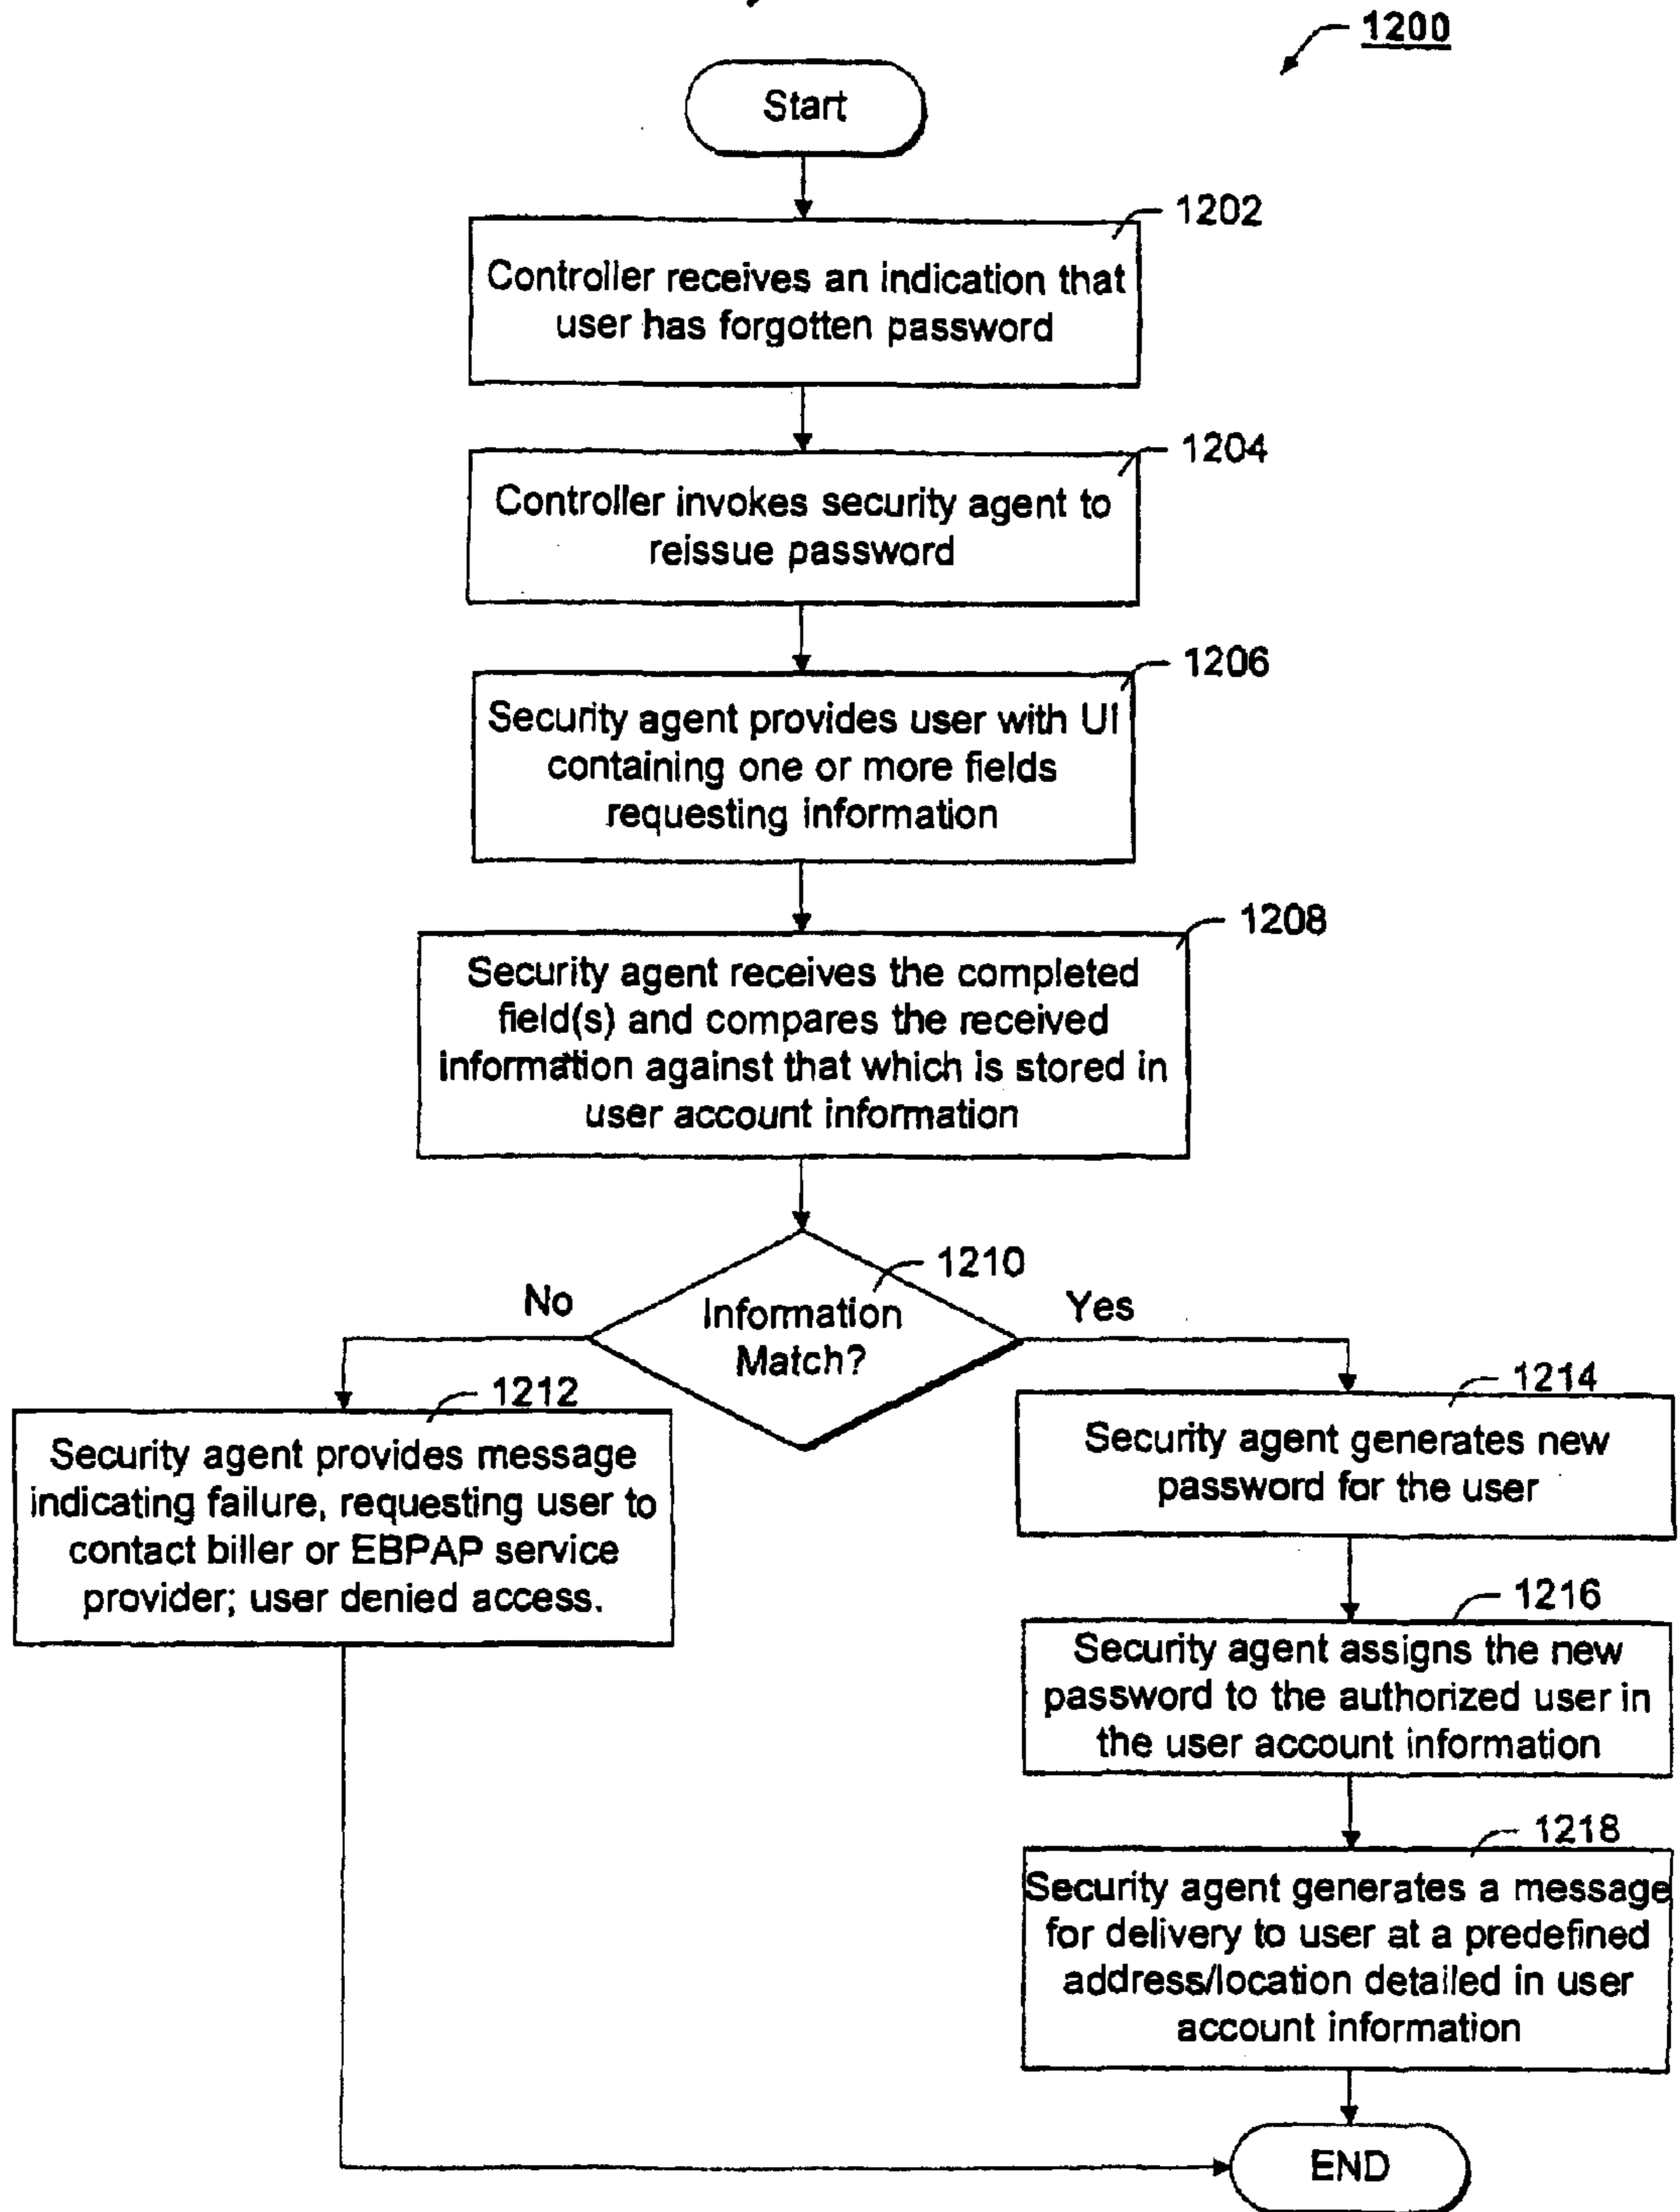 1200
Start
1202
Controller receives an indication that
user has forgotten password
1204
Controller invokes security agent to
reissue password
1206
Security agent provides user with UI
containing one or more fields
requesting information
1208
Security agent receives the completed
field(s) and compares the received
information against that which is stored in
user account information
1210
Information
Match?
No
Yes
1212
Security agent provides message
indicating failure, requesting user to
contact biller or EBPAP service
provider; user denied access.
1214
Security agent generates new
password for the user
1216
Security agent assigns the new
password to the authorized user in
the user account information
1218
Security agent generates a message
for delivery to user at a predefined
address/location detailed in user
account information
END